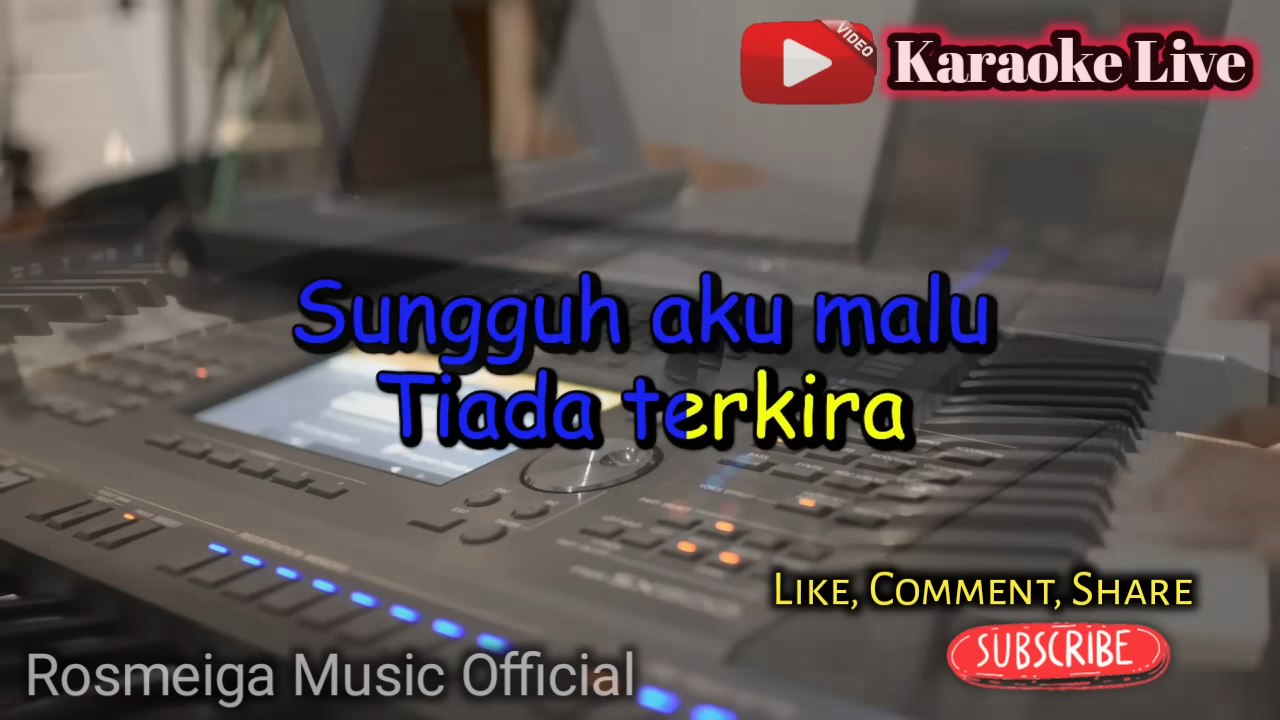 VIDEO
Karaoke Live
Sungguh aku malu
Tiada terkira
Like, Comment, Share
SUBSCRIBE
Rosmeiga Music Official